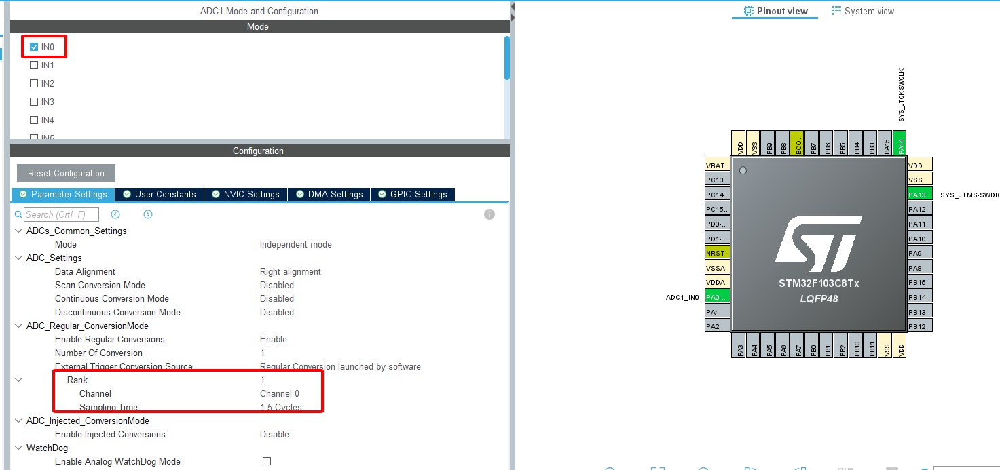 ADC1 Mode and Configuration
Mode
IN0
IN1
IN2
IN3
IN4
IN5
Configuration
Reset Configuration
Parameter Settings
User Constants
NVIC Settings
DMA Settings
GPIO Settings
Search (Crtl+F)
ADCs_Common_Settings
Mode Independent mode
ADC_Settings
Data Alignment Right alignment
Scan Conversion Mode Disabled
Continuous Conversion Mode Disabled
Discontinuous Conversion Mode Disabled
ADC_Regular_ConversionMode
Enable Regular Conversions Enable
Number Of Conversion 1
External Trigger Conversion Source Regular Conversion launched by software
Rank 1
Channel Channel 0
Sampling Time 1.5 Cycles
ADC_Injected_ConversionMode
Enable Injected Conversions Disable
WatchDog
Enable Analog WatchDog Mode
Pinout view
System view
SYS_JTCK-SWCLK
VDD
VSS
PB9
PB8
BOO..
PB7
PB6
PB5
PB4
PB3
PA15
PA14
VBAT
PC13..
PC14..
PC15..
PD0-..
PD1-..
NRST
VSSA
VDDA
ADC1_IN0
PA0-..
PA1
PA2
ST
STM32F103C8Tx
LQFP48
VDD
VSS
PA13
SYS_JTMS-SWDIO
PA12
PA11
PA10
PA9
PA8
PB15
PB14
PB13
PB12
PA3
PA4
PA5
PA6
PA7
PB0
PB1
PB2
PB10
PB11
VSS
VDD